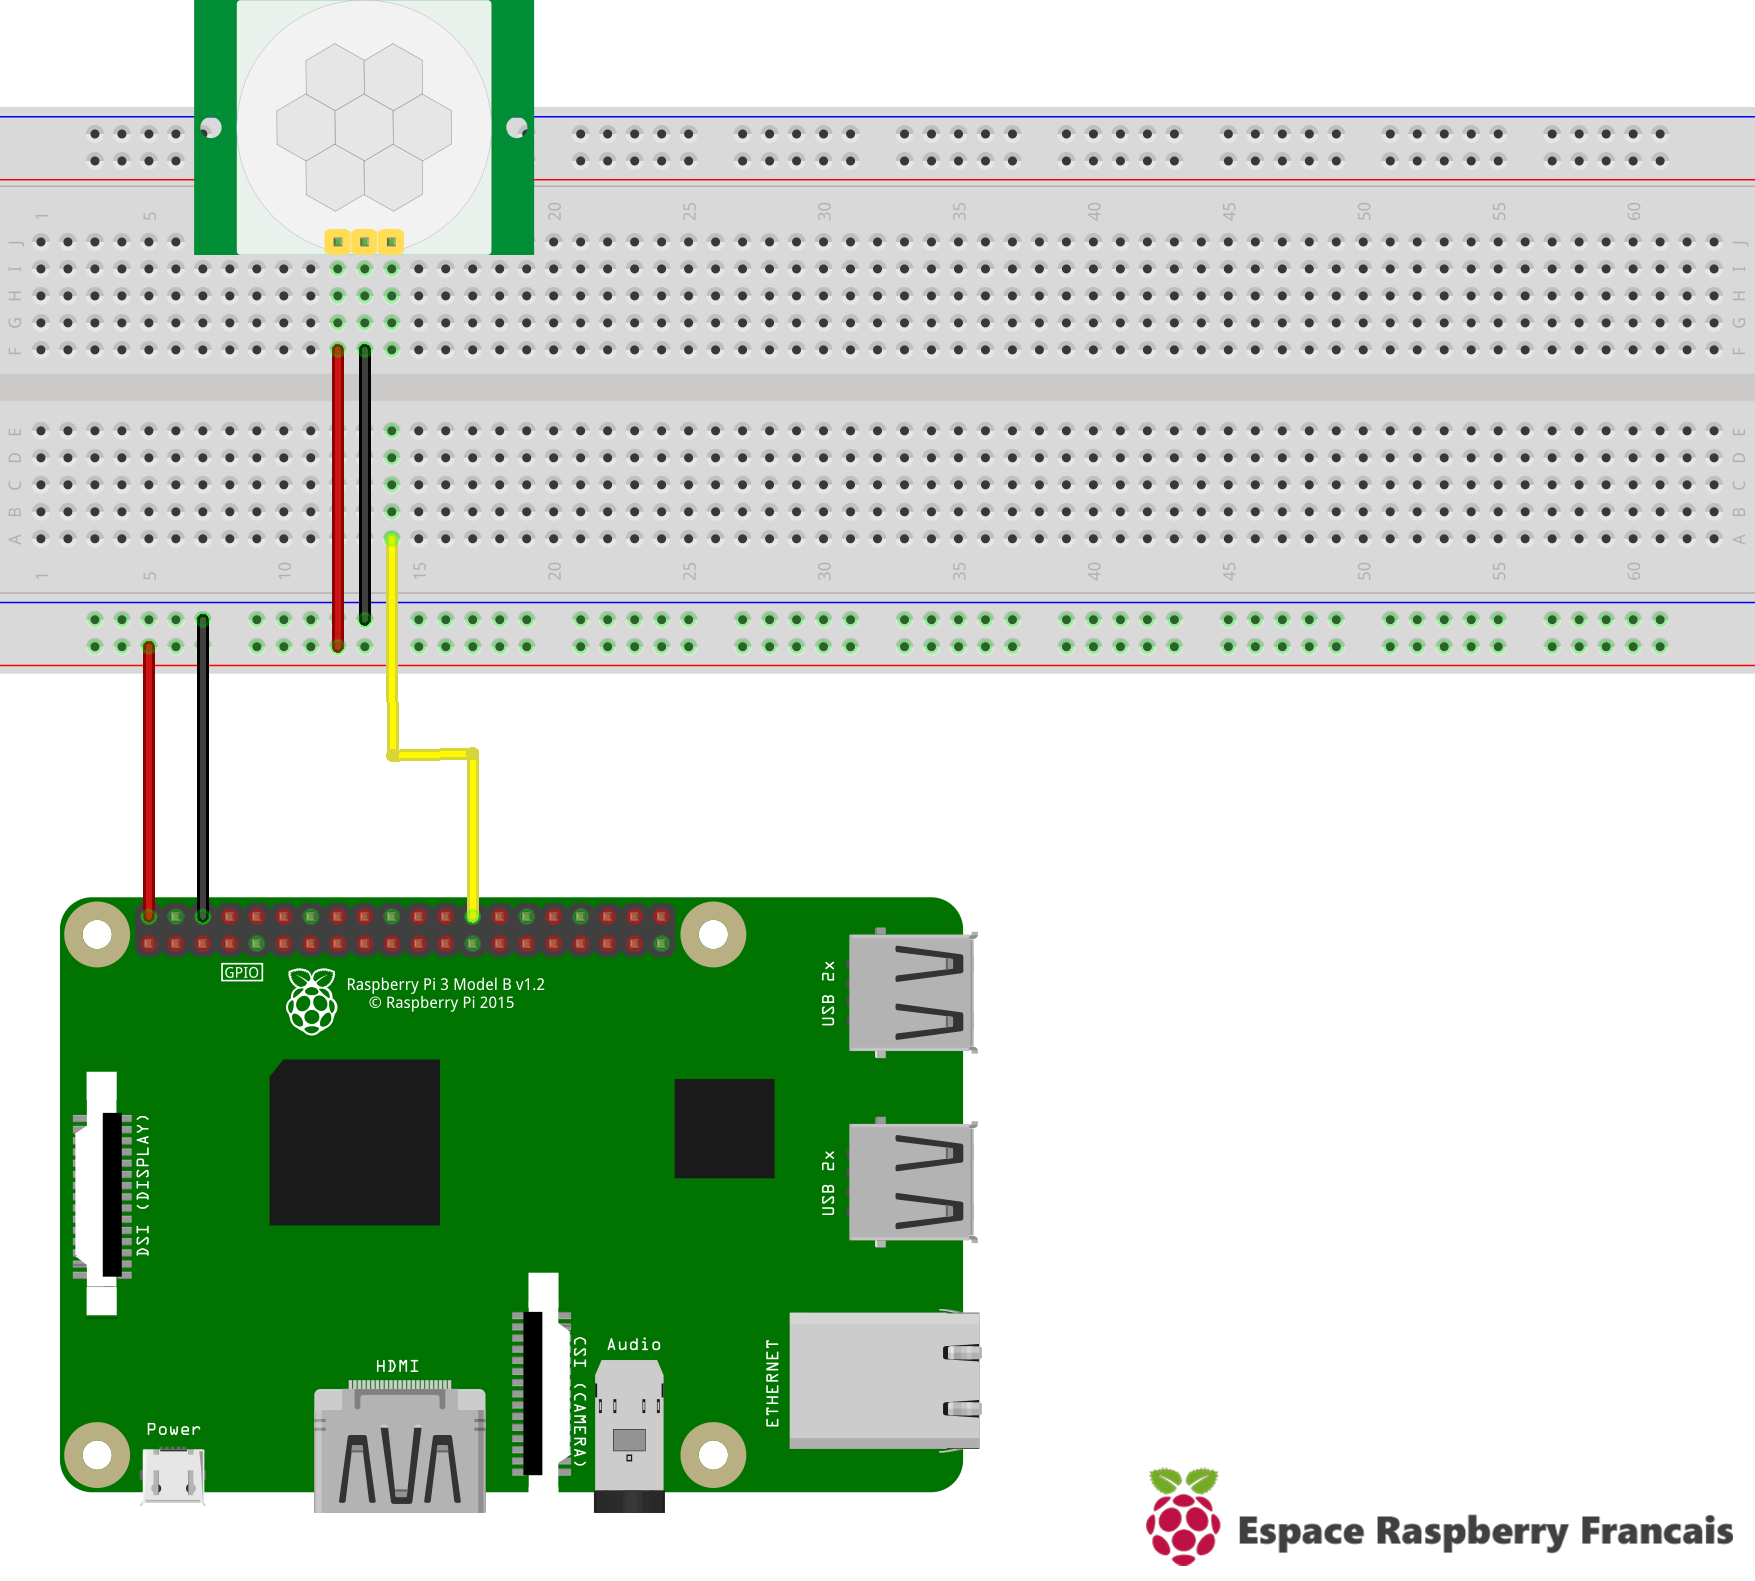 1 5 20 25 30 35 40 45 50 55 60
J J
I I
H H
G G
F F
E E
D D
C C
B B
A A
1 5 10 15 20 25 30 35 40 45 50 55 60
GPIO
Raspberry Pi 3 Model B v1.2
© Raspberry Pi 2015
USB 2x
DSI (DISPLAY)
USB 2x
CSI (CAMERA)
Audio
ETHERNET
HDMI
Power
Espace Raspberry Francais